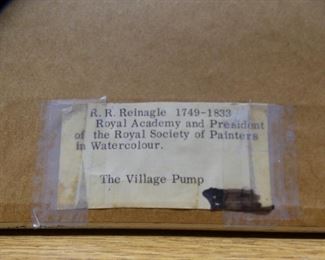 R. R. Reinagle 1749-1833
Royal Academy and President
of the Royal Society of Painters
in Watercolour.
The Village Pump